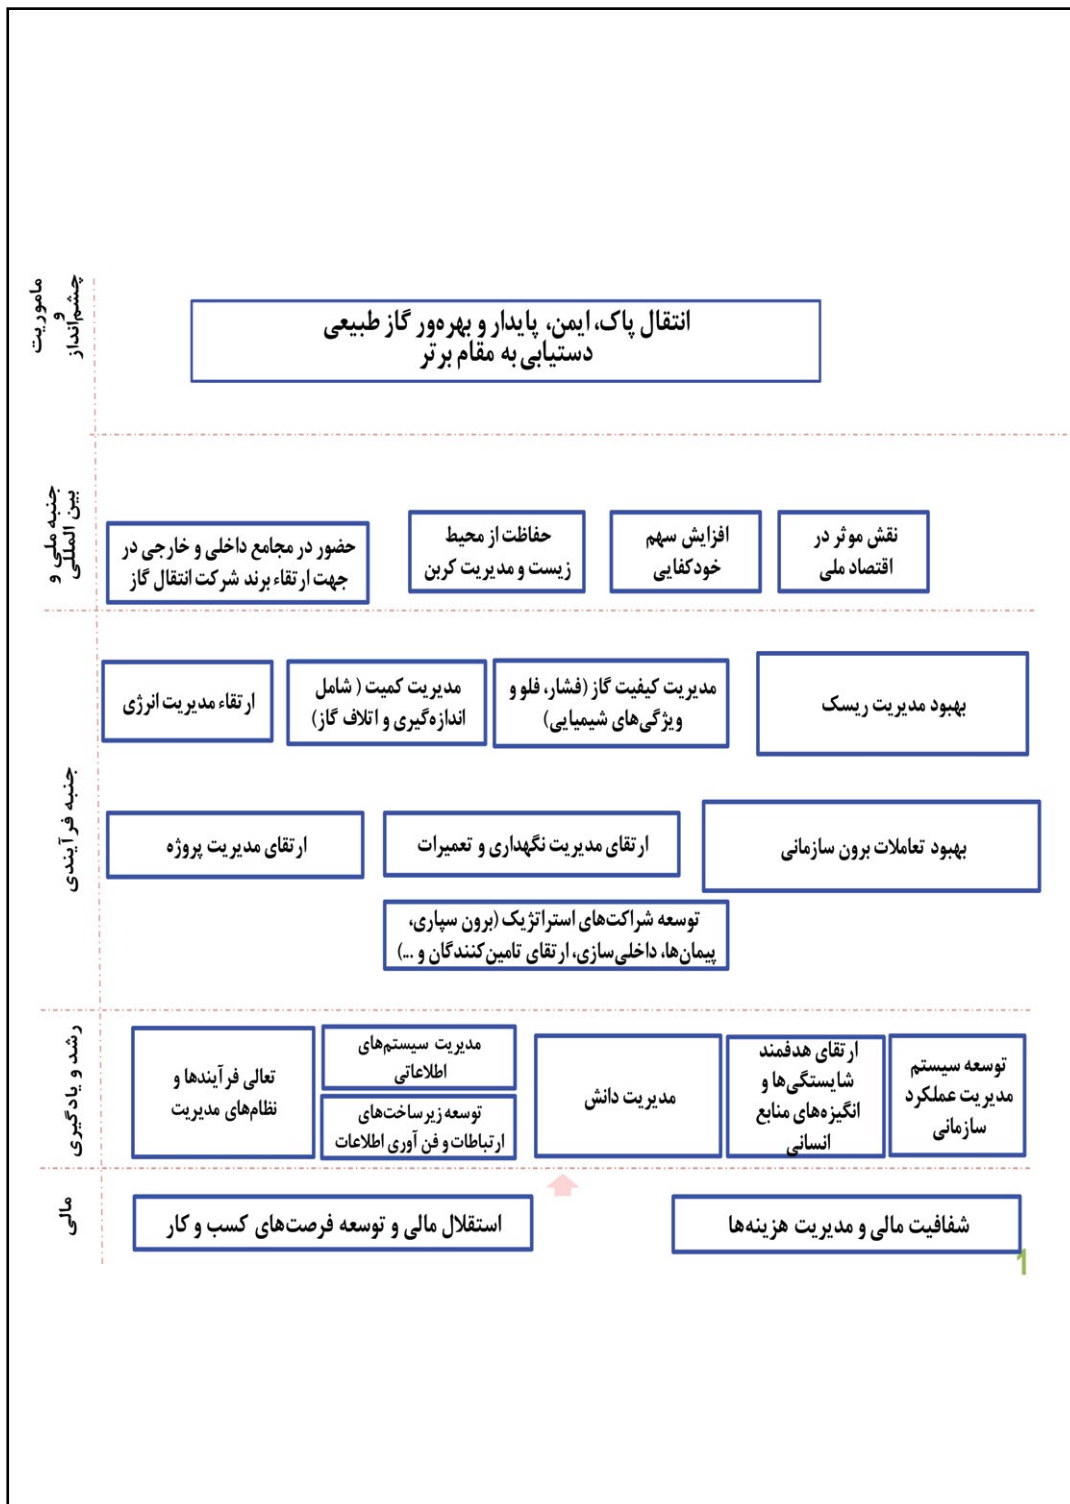 ماموریت
و
چشم‌انداز
انتقال پاک، ایمن، پایدار و بهره‌ور گاز طبیعی
دستیابی به مقام برتر
جنبه ملی و
بین المللی
نقش موثر در
اقتصاد ملی
افزایش سهم
خودکفایی
حفاظت از محیط
زیست و مدیریت کربن
حضور در مجامع داخلی و خارجی در
جهت ارتقاء برند شرکت انتقال گاز
جنبه فرآیندی
بهبود مدیریت ریسک
مدیریت کیفیت گاز (فشار، فلو و
ویژگی‌های شیمیایی)
مدیریت کمیت ( شامل
اندازه‌گیری و اتلاف گاز)
ارتقاء مدیریت انرژی
بهبود تعاملات برون سازمانی
ارتقای مدیریت نگهداری و تعمیرات
ارتقای مدیریت پروژه
توسعه شراکت‌های استراتژیک (برون سپاری،
پیمان‌ها، داخلی‌سازی، ارتقای تامین‌کنندگان و ...)
رشد و یادگیری
توسعه سیستم
مدیریت عملکرد
سازمانی
ارتقای هدفمند
شایستگی‌ها و
انگیزه‌های منابع
انسانی
مدیریت دانش
مدیریت سیستم‌های
اطلاعاتی
توسعه زیرساخت‌های
ارتباطات و فن آوری اطلاعات
تعالی فرآیندها و
نظام‌های مدیریت
مالی
شفافیت مالی و مدیریت هزینه‌ها
استقلال مالی و توسعه فرصت‌های کسب و کار
1